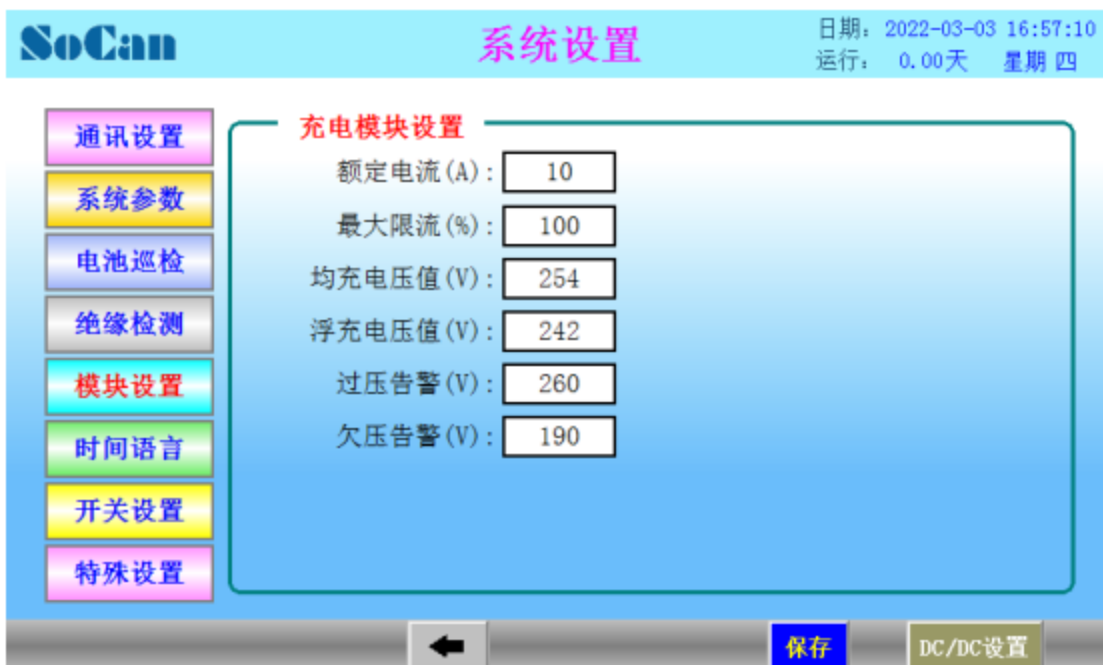 SoCan
系统设置
日期: 2022-03-03 16:57:10
运行: 0.00天 星期 四
通讯设置
系统参数
电池巡检
绝缘检测
模块设置
时间语言
开关设置
特殊设置
充电模块设置
额定电流(A): 10
最大限流(%): 100
均充电压值(V): 254
浮充电压值(V): 242
过压告警(V): 260
欠压告警(V): 190
保存
DC/DC设置